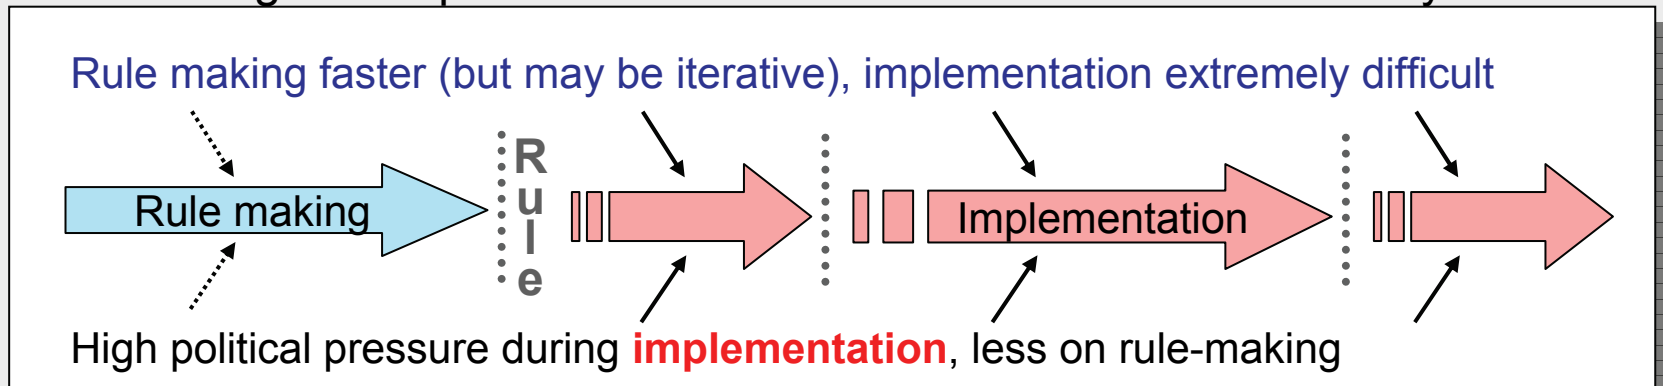 Rule making faster (but may be iterative), implementation extremely difficult
Rule making
Rule
Implementation
High political pressure during implementation, less on rule-making